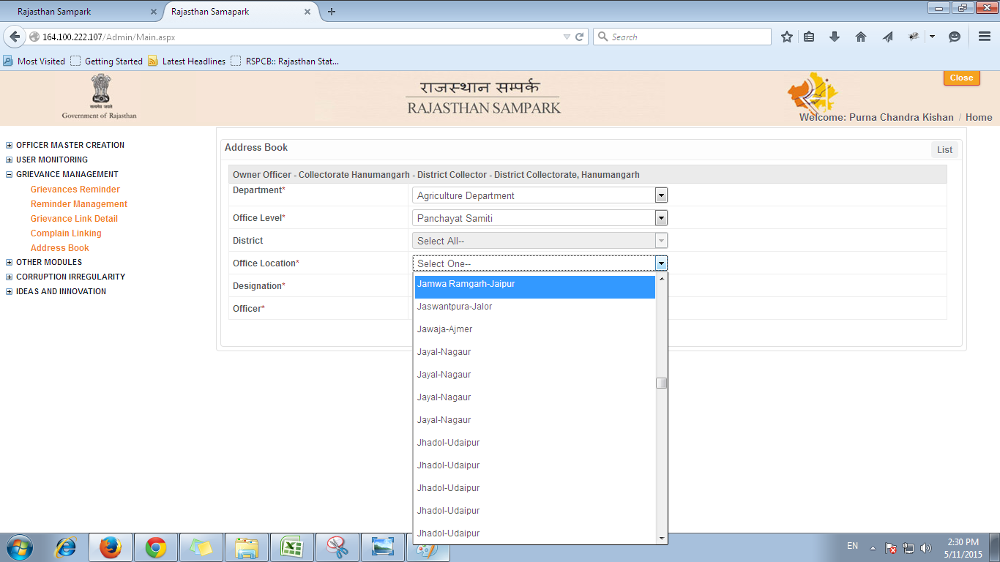 Rajasthan Sampark
Rajasthan Samapark
164.100.222.107/Admin/Main.aspx
Search
Most Visited
Getting Started
Latest Headlines
RSPCB:: Rajasthan Stat...
सत्यमेव जयते
Government of Rajasthan
राजस्थान सम्पर्क
RAJASTHAN SAMPARK
Close
Welcome: Purna Chandra Kishan / Home
OFFICER MASTER CREATION
USER MONITORING
GRIEVANCE MANAGEMENT
Grievances Reminder
Reminder Management
Grievance Link Detail
Complain Linking
Address Book
OTHER MODULES
CORRUPTION IRREGULARITY
IDEAS AND INNOVATION
Address Book
List
Owner Officer - Collectorate Hanumangarh - District Collector - District Collectorate, Hanumangarh
Department* Agriculture Department
Office Level* Panchayat Samiti
District Select All--
Office Location* Select One--
Designation*
Officer*
Jamwa Ramgarh-Jaipur
Jaswantpura-Jalor
Jawaja-Ajmer
Jayal-Nagaur
Jayal-Nagaur
Jayal-Nagaur
Jayal-Nagaur
Jhadol-Udaipur
Jhadol-Udaipur
Jhadol-Udaipur
Jhadol-Udaipur
Jhadol-Udaipur
EN
2:30 PM
5/11/2015